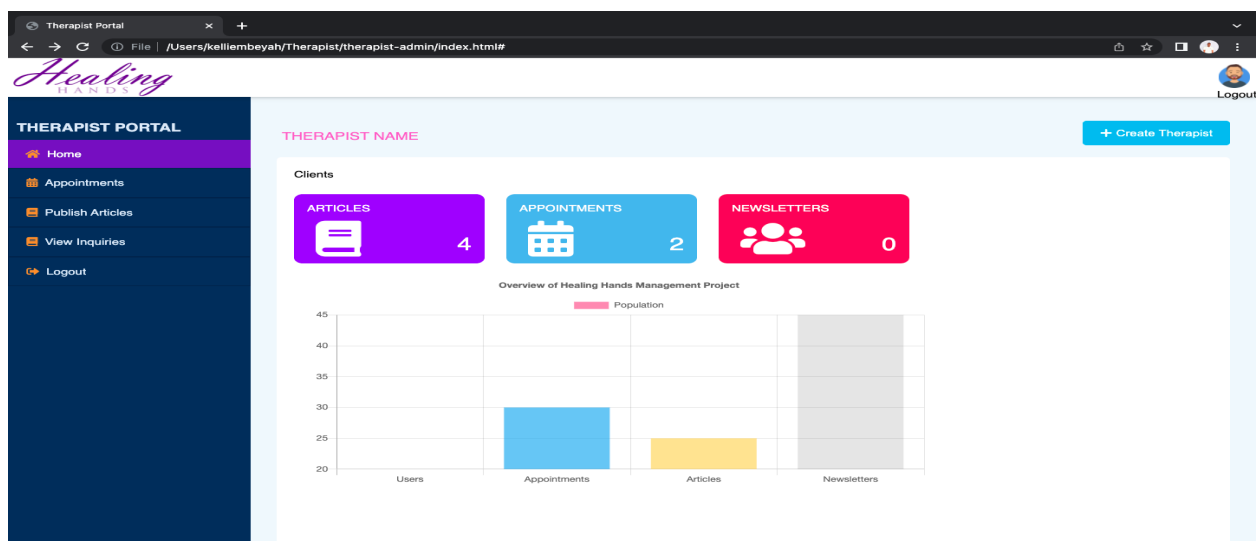 Therapist Portal
File | /Users/kelliembeyah/Therapist/therapist-admin/index.html#
Healing
HANDS
Logout
THERAPIST PORTAL
Home
Appointments
Publish Articles
View Inquiries
Logout
THERAPIST NAME
+ Create Therapist
Clients
ARTICLES
4
APPOINTMENTS
2
NEWSLETTERS
0
Overview of Healing Hands Management Project
Population
45
40
35
30
25
20
Users Appointments Articles Newsletters